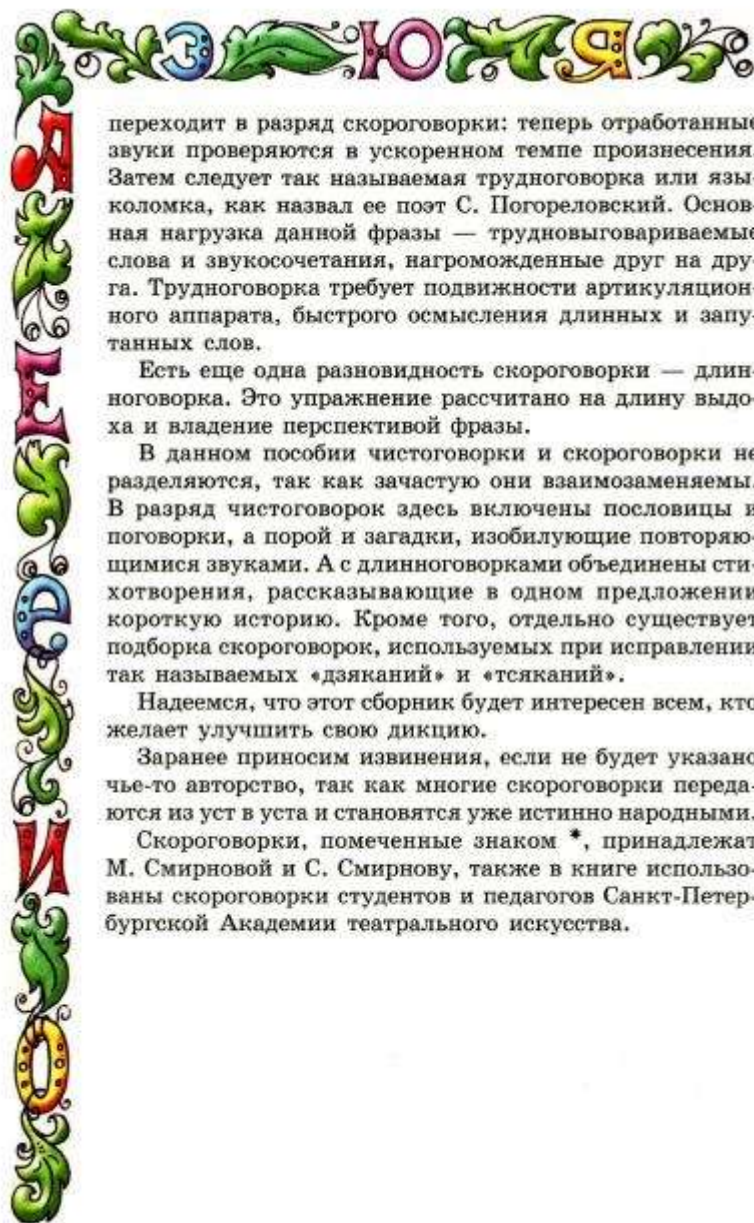 Э Ю Я
А
Е
Ё
И
О
переходит в разряд скороговорки: теперь отработанные
звуки проверяются в ускоренном темпе произнесения.
Затем следует так называемая трудноговорка или язы-
коломка, как назвал ее поэт С. Погореловский. Основ-
ная нагрузка данной фразы — трудновыговариваемые
слова и звукосочетания, нагроможденные друг на дру-
га. Трудноговорка требует подвижности артикуляцион-
ного аппарата, быстрого осмысления длинных и запу-
танных слов.
Есть еще одна разновидность скороговорки — длин-
ноговорка. Это упражнение рассчитано на длину выдо-
ха и владение перспективой фразы.
В данном пособии чистоговорки и скороговорки не
разделяются, так как зачастую они взаимозаменяемы.
В разряд чистоговорок здесь включены пословицы и
поговорки, а порой и загадки, изобилующие повторяю-
щимися звуками. А с длинноговорками объединены сти-
хотворения, рассказывающие в одном предложении
короткую историю. Кроме того, отдельно существует
подборка скороговорок, используемых при исправлении
так называемых «дзяканий» и «тсяканий».
Надеемся, что этот сборник будет интересен всем, кто
желает улучшить свою дикцию.
Заранее приносим извинения, если не будет указано
чье-то авторство, так как многие скороговорки переда-
ются из уст в уста и становятся уже истинно народными.
Скороговорки, помеченные знаком *, принадлежат
М. Смирновой и С. Смирнову, также в книге использо-
ваны скороговорки студентов и педагогов Санкт-Петер-
бургской Академии театрального искусства.